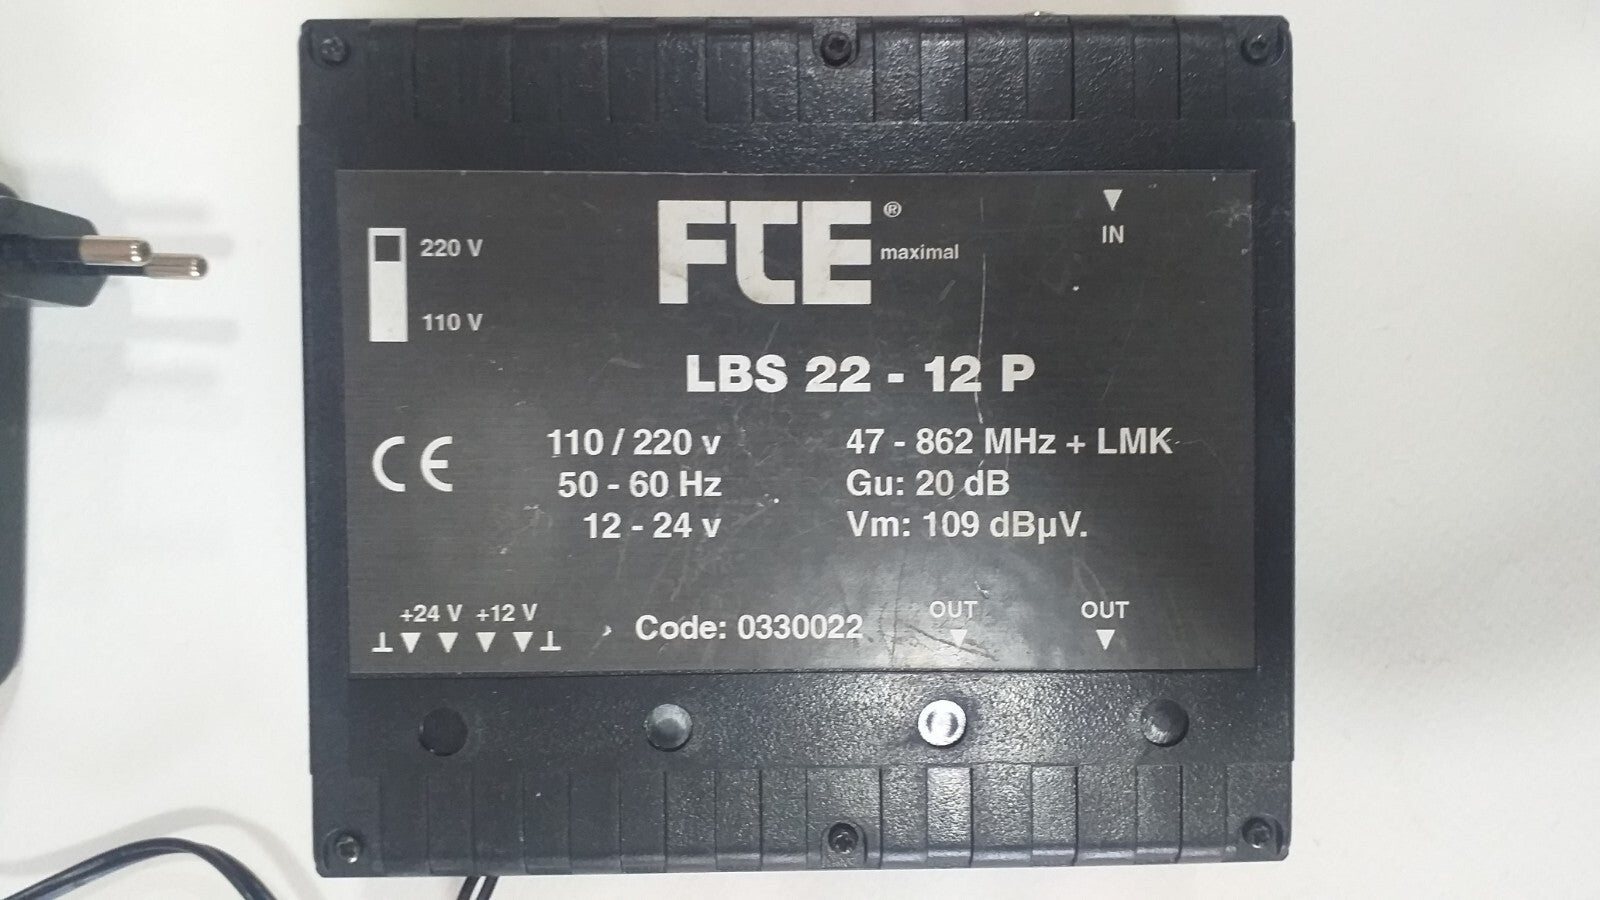 FTE®
maximal
IN
220 V
110 V
LBS 22 - 12 P
CE
110 / 220 v
50 - 60 Hz
12 - 24 v
47 - 862 MHz + LMK
Gu: 20 dB
Vm: 109 dBµV.
+24 V +12 V
Code: 0330022
OUT
OUT